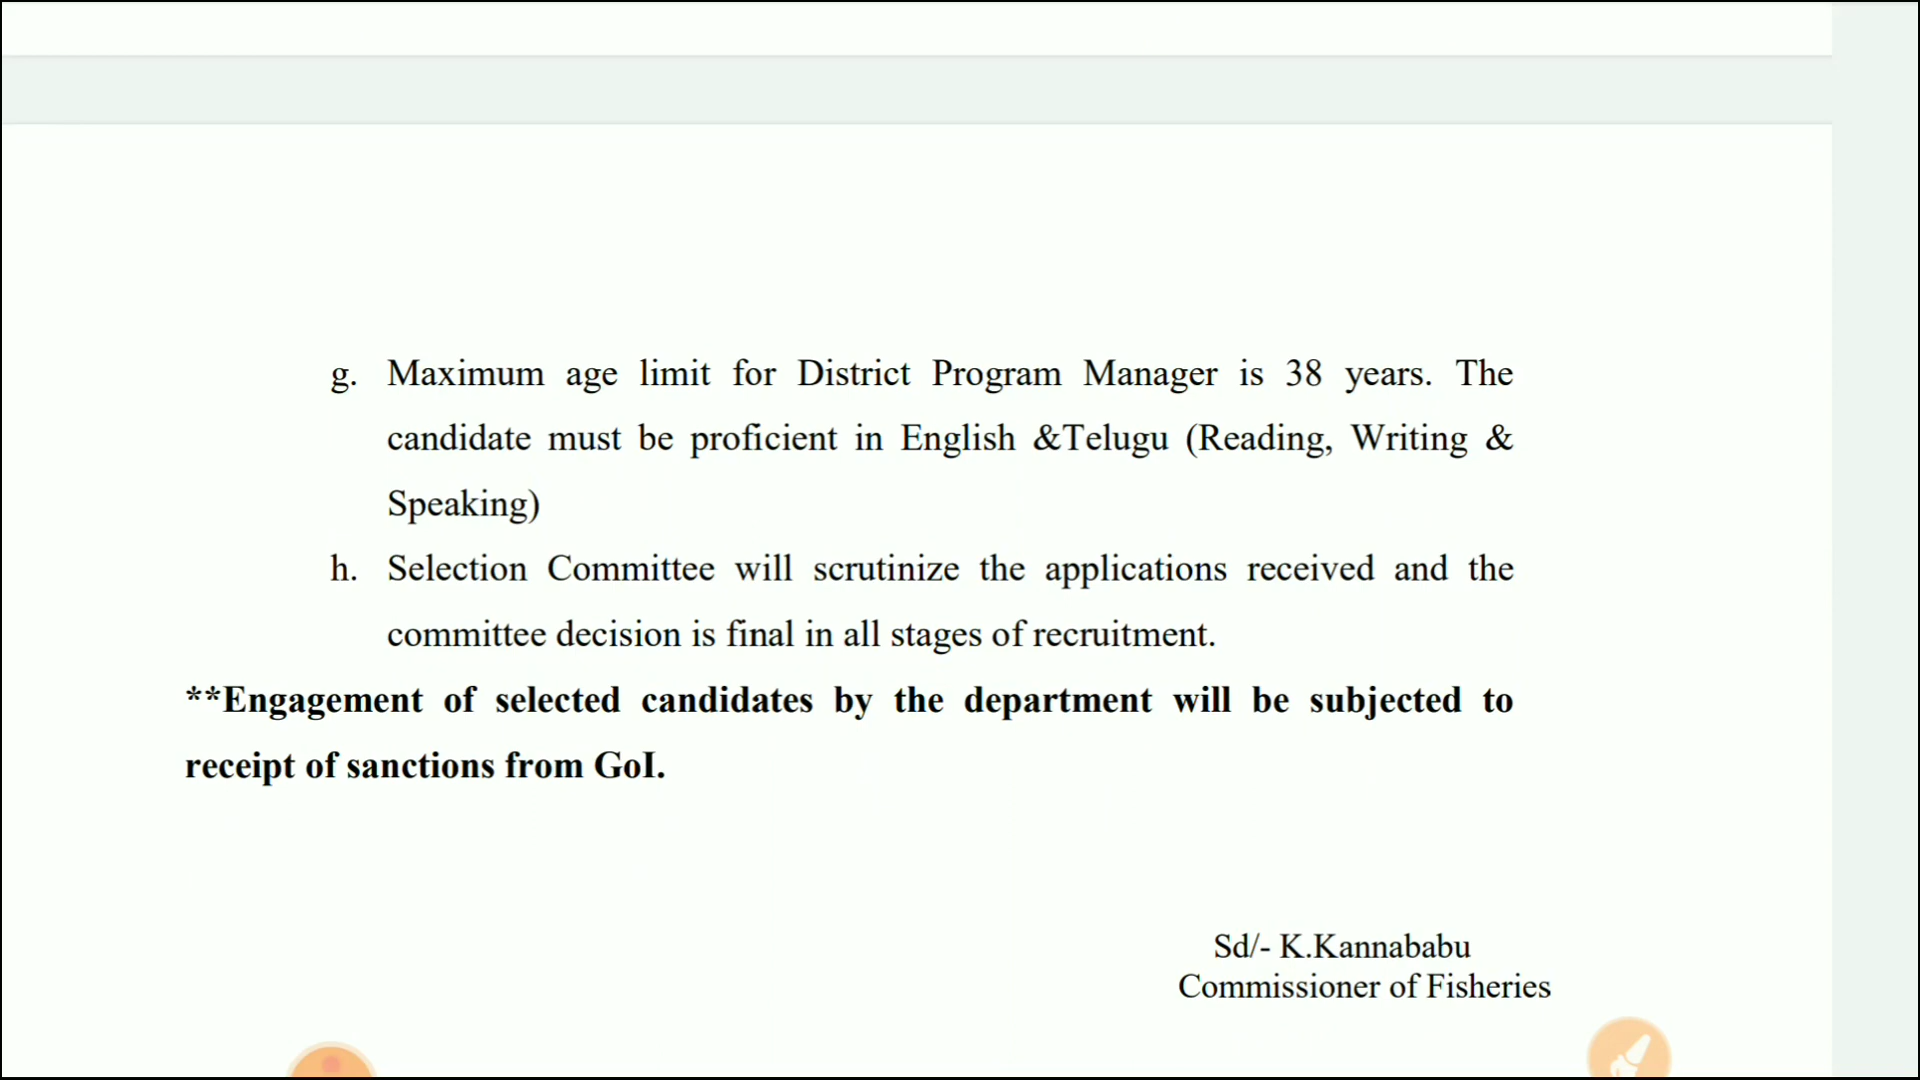 g. Maximum age limit for District Program Manager is 38 years. The
candidate must be proficient in English &Telugu (Reading, Writing &
Speaking)
h. Selection Committee will scrutinize the applications received and the
committee decision is final in all stages of recruitment.
**Engagement of selected candidates by the department will be subjected to
receipt of sanctions from GoI.
Sd/- K.Kannababu
Commissioner of Fisheries